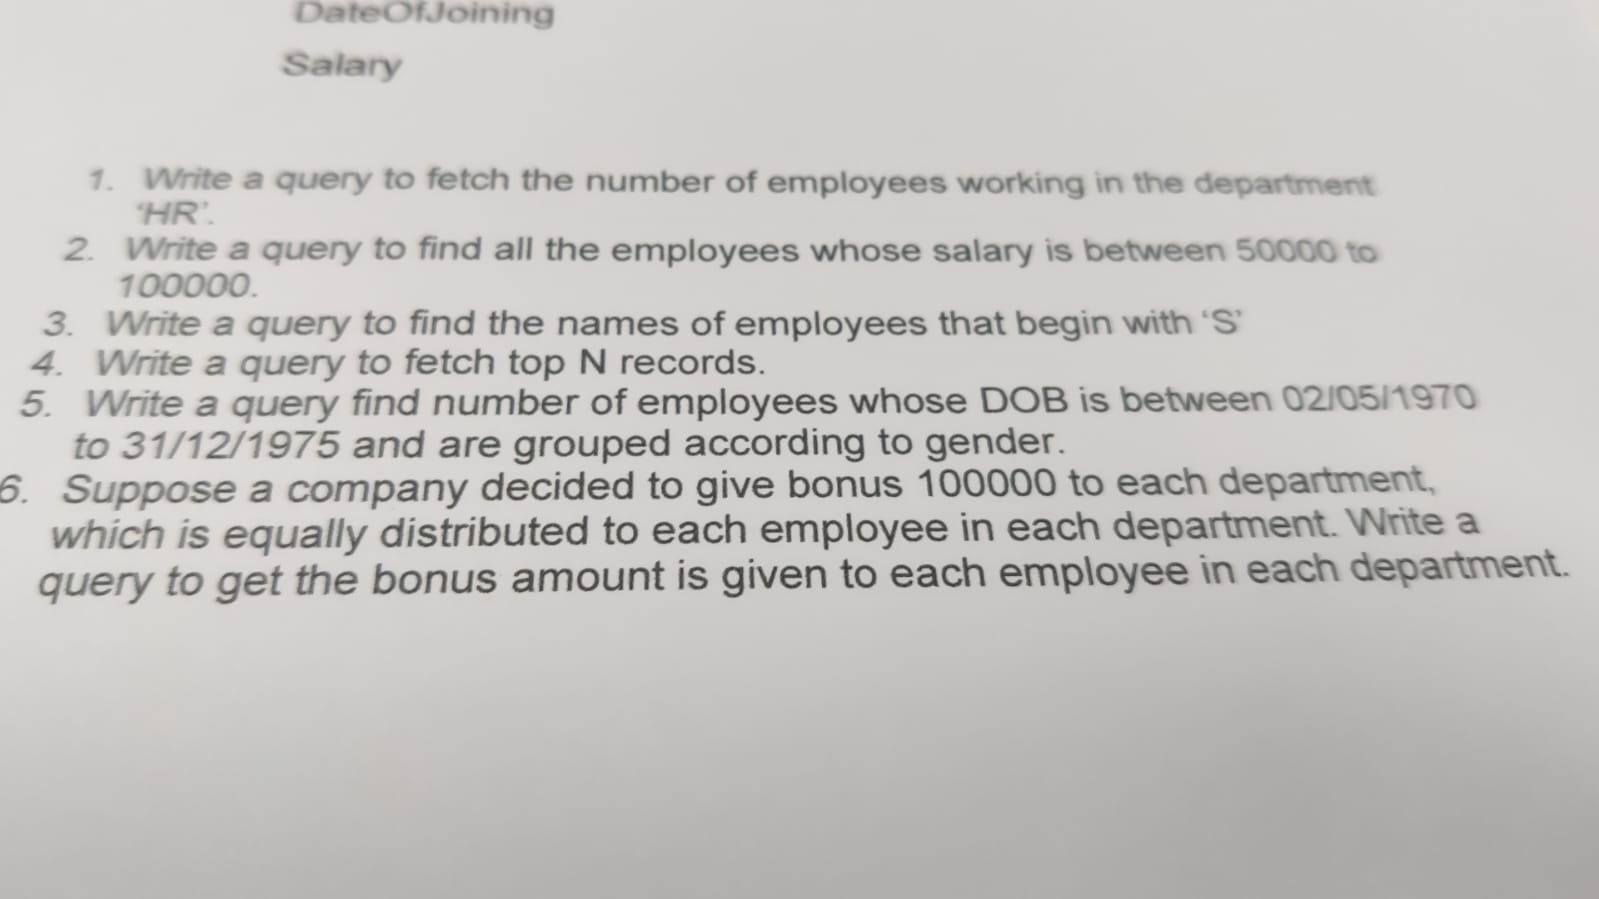 DateOfJoining
Salary
1. Write a query to fetch the number of employees working in the department
‘HR’.
2. Write a query to find all the employees whose salary is between 50000 to
100000.
3. Write a query to find the names of employees that begin with ‘S’
4. Write a query to fetch top N records.
5. Write a query find number of employees whose DOB is between 02/05/1970
to 31/12/1975 and are grouped according to gender.
6. Suppose a company decided to give bonus 100000 to each department,
which is equally distributed to each employee in each department. Write a
query to get the bonus amount is given to each employee in each department.